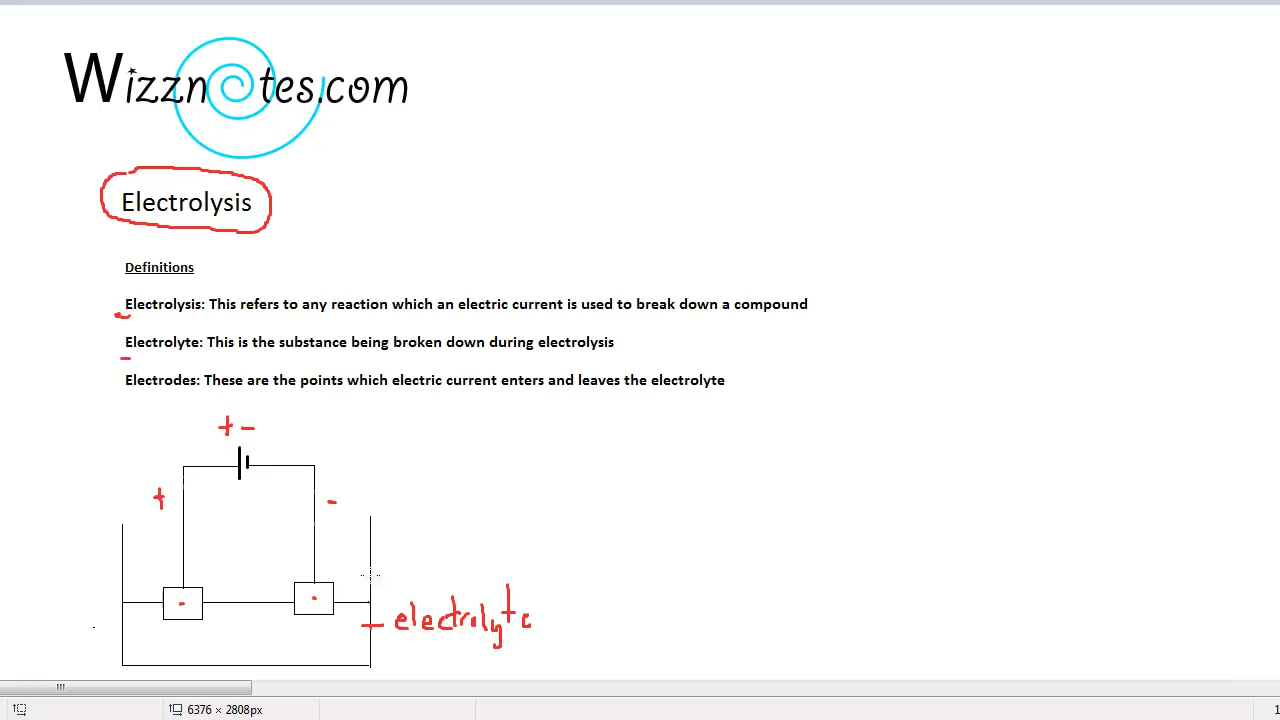 Wizznotes.com
Electrolysis
Definitions
Electrolysis: This refers to any reaction which an electric current is used to break down a compound
Electrolyte: This is the substance being broken down during electrolysis
Electrodes: These are the points which electric current enters and leaves the electrolyte
+ -
+ -
- electrolyte
6376 × 2808px
1